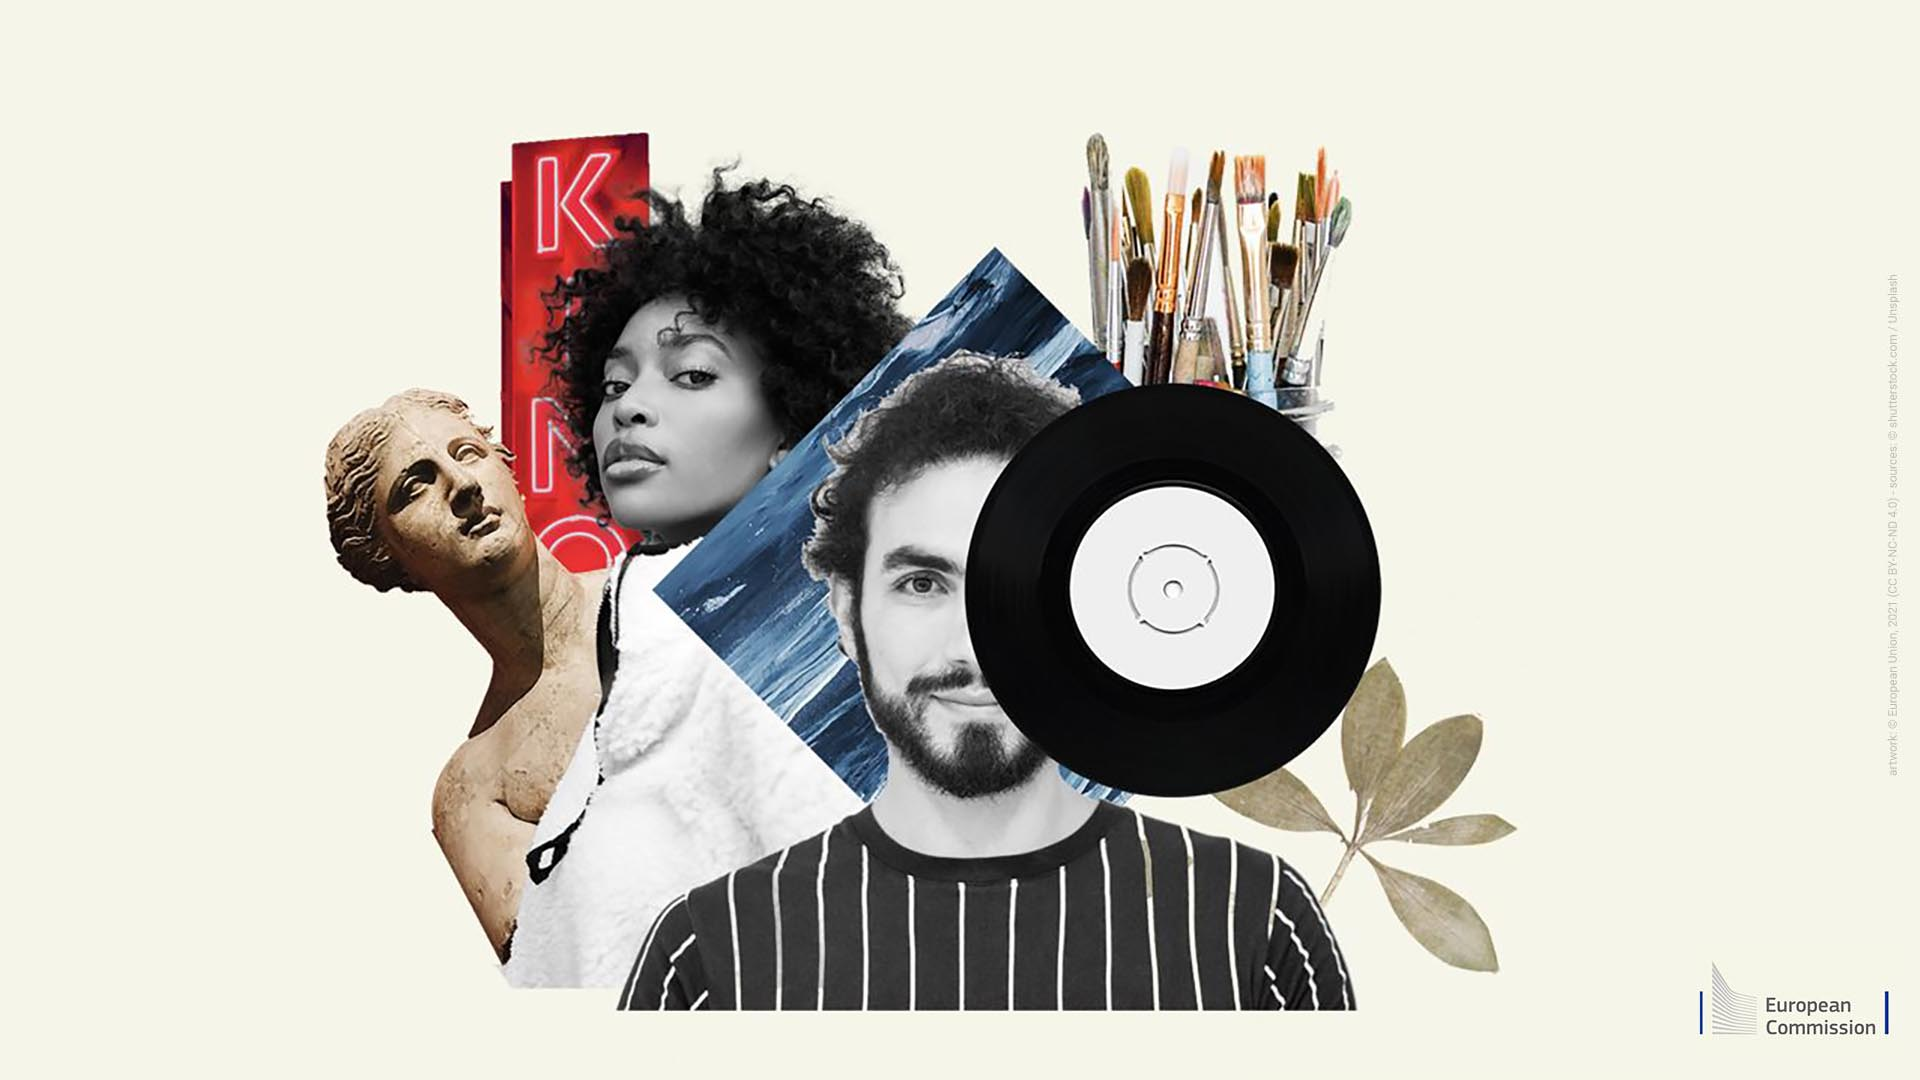 K
I
N
O
artwork: © European Union, 2021 (CC BY-NC-ND 4.0) - sources: © shutterstock.com / Unsplash
European
Commission